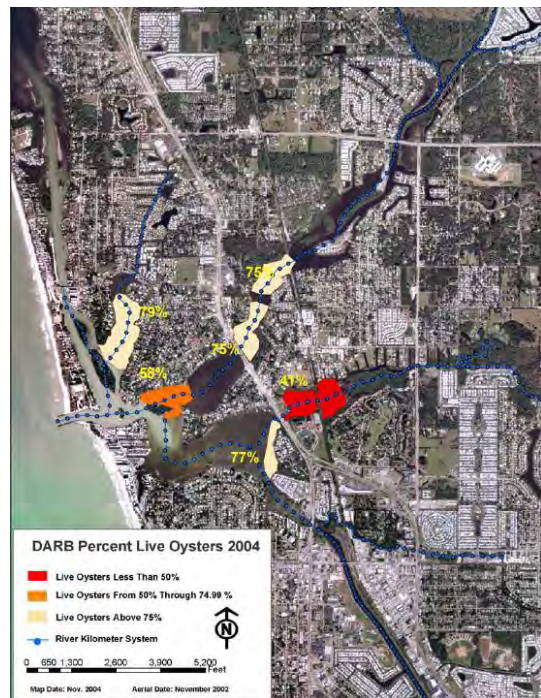 75%
79%
75%
58%
41%
77%
DARB Percent Live Oysters 2004
Live Oysters Less Than 50%
Live Oysters From 50% Through 74.99 %
Live Oysters Above 75%
River Kilometer System
N
0 650 1,300 2,600 3,900 5,200
Feet
Map Date: Nov. 2004 Aerial Date: November 2002